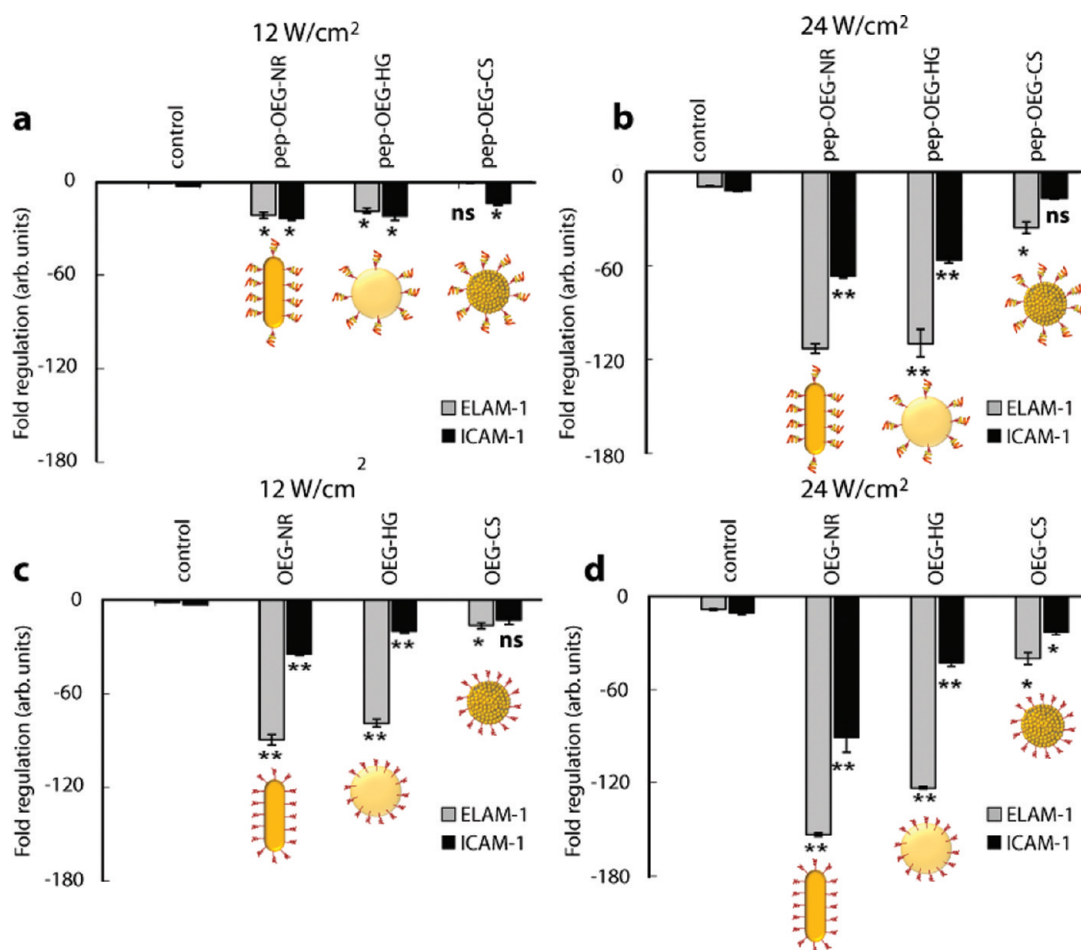 12 W/cm²
24 W/cm²
a
control
pep-OEG-NR
pep-OEG-HG
pep-OEG-CS
0
-60
-120
-180
Fold regulation (arb. units)
* * * * ns *
ELAM-1
ICAM-1
b
control
pep-OEG-NR
pep-OEG-HG
pep-OEG-CS
0
-60
-120
-180
Fold regulation (arb. units)
** ** ** * ns
ELAM-1
ICAM-1
2
12 W/cm
24 W/cm²
c
control
OEG-NR
OEG-HG
OEG-CS
0
-60
-120
-180
Fold regulation (arb. units)
** ** ** ** * ns
ELAM-1
ICAM-1
d
control
OEG-NR
OEG-HG
OEG-CS
0
-60
-120
-180
Fold regulation (arb. units)
** ** ** ** * *
ELAM-1
ICAM-1